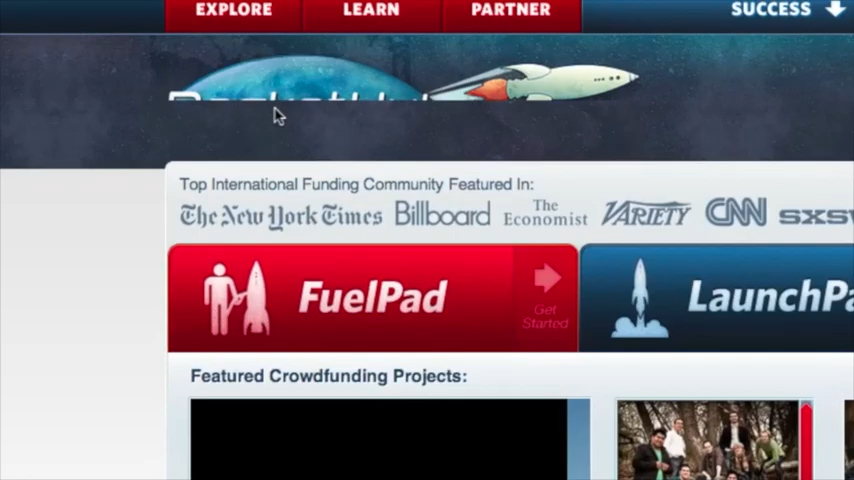 EXPLORE LEARN PARTNER SUCCESS
Top International Funding Community Featured In:
The New York Times Billboard The Economist VARIETY CNN
FuelPad
Get Started
Featured Crowdfunding Projects: